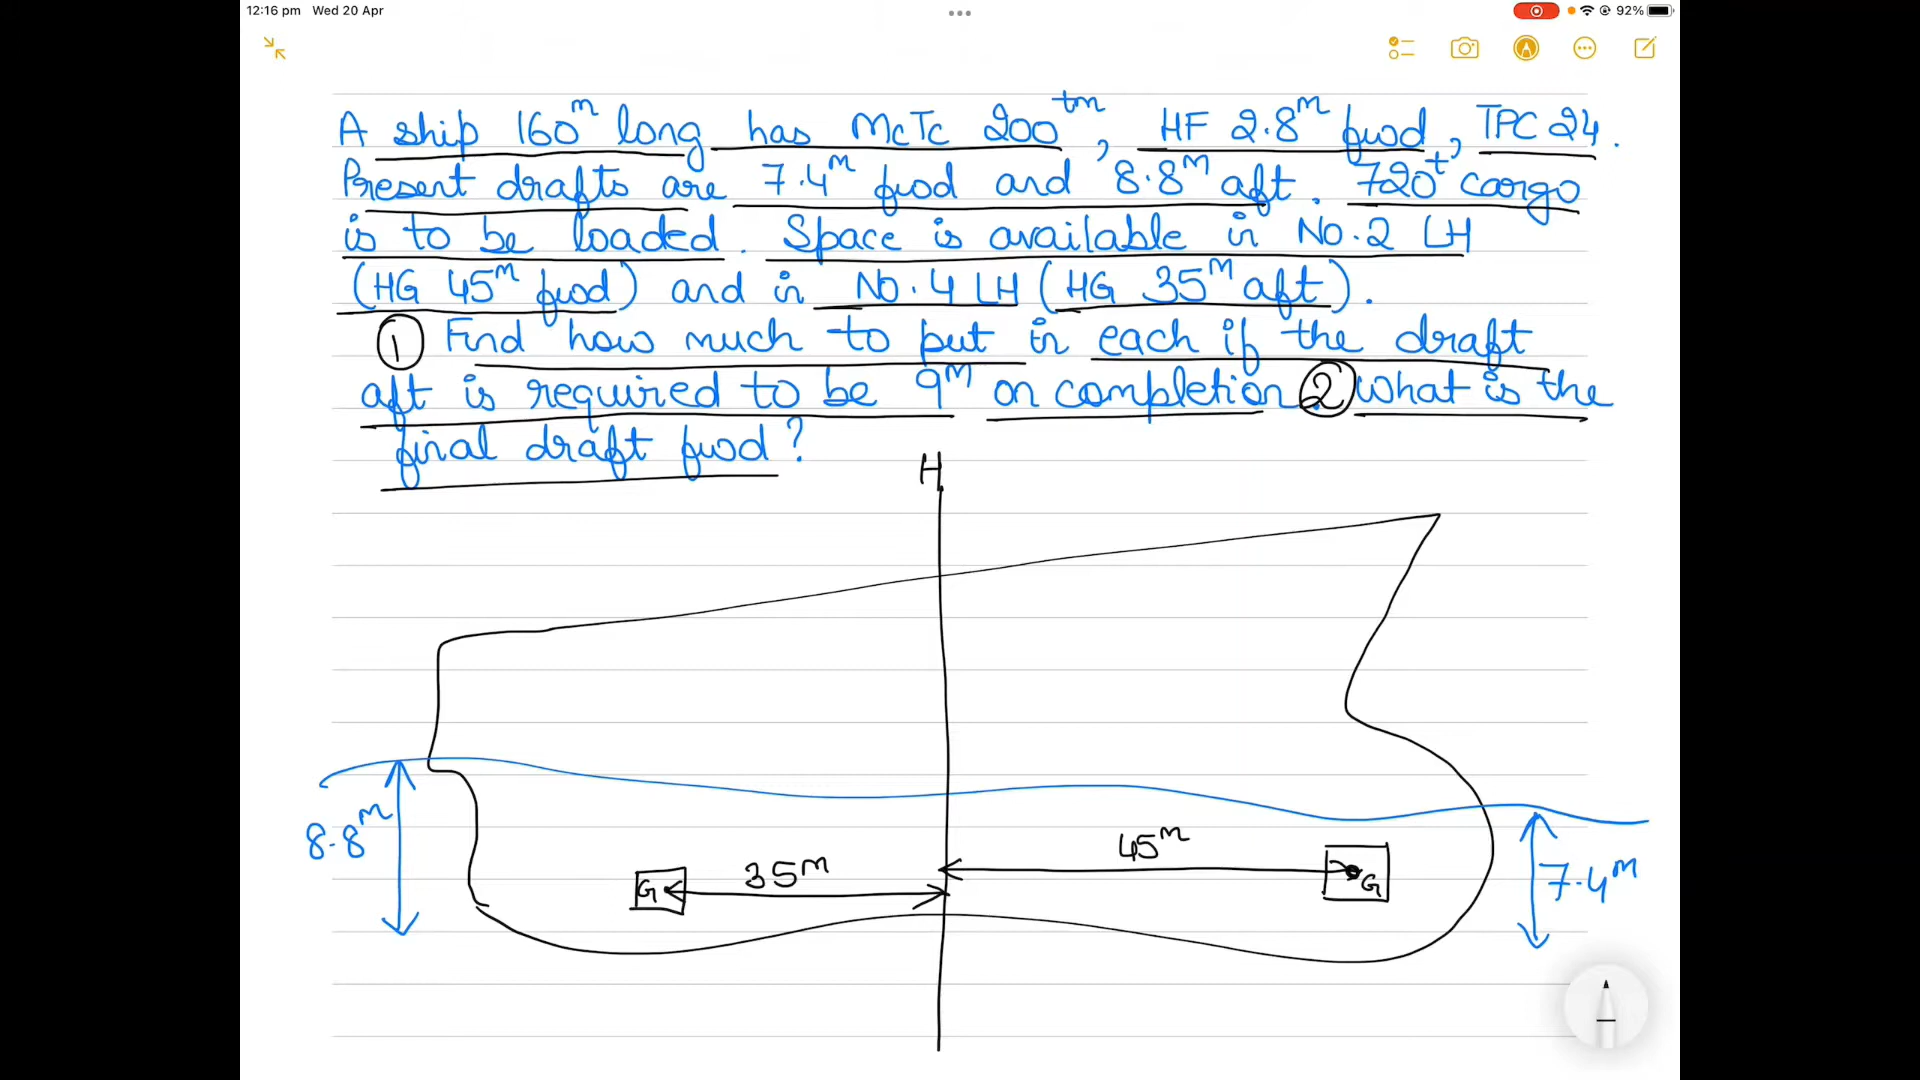 12:16 pm Wed 20 Apr
92%
A ship 160m long has MCTC 200tm, HF 2.8m fwd, TPC 24.
Present drafts are 7.4m fwd and 8.8m aft. 720t cargo
is to be loaded. Space is available in No.2 LH
(HG 45m fwd) and in No.4 LH (HG 35m aft).
① Find how much to put in each if the draft
aft is required to be 9m on completion. ② What is the
final draft fwd?
H
8.8m
35m
45m
G
G
7.4m